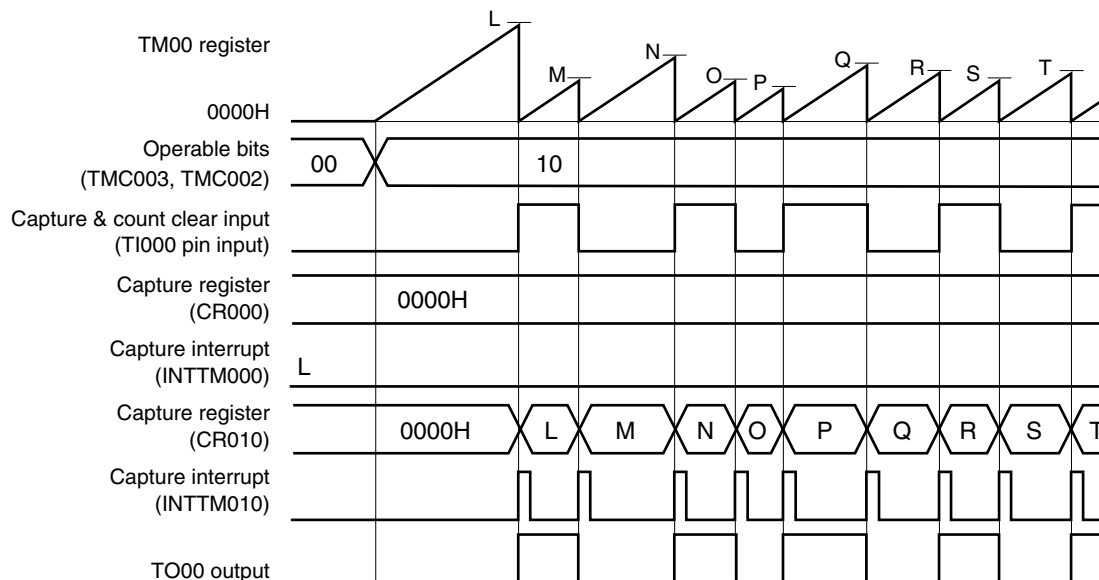 TM00 register
0000H
L
M
N
O
P
Q
R
S
T
Operable bits
(TMC003, TMC002)
00
10
Capture & count clear input
(TI000 pin input)
Capture register
(CR000)
0000H
Capture interrupt
(INTTM000)
L
Capture register
(CR010)
0000H
L
M
N
O
P
Q
R
S
T
Capture interrupt
(INTTM010)
TO00 output